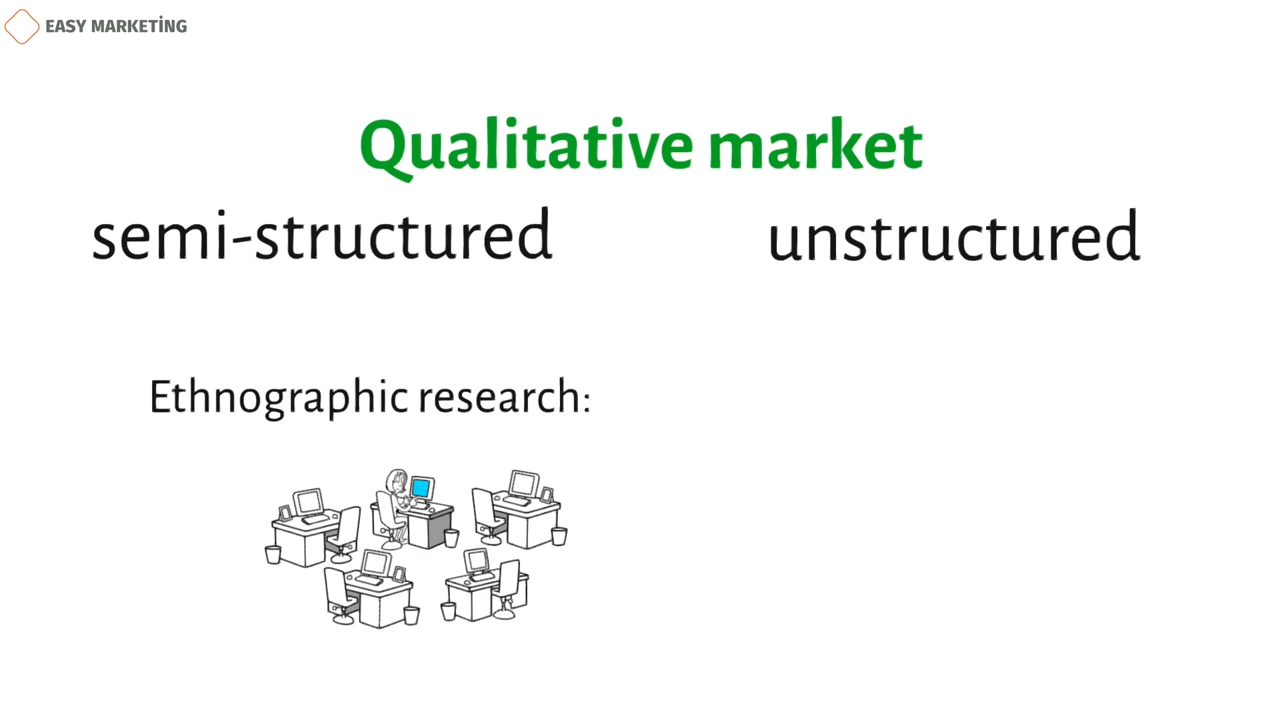 EASY MARKETİNG
Qualitative market
semi-structured
unstructured
Ethnographic research: